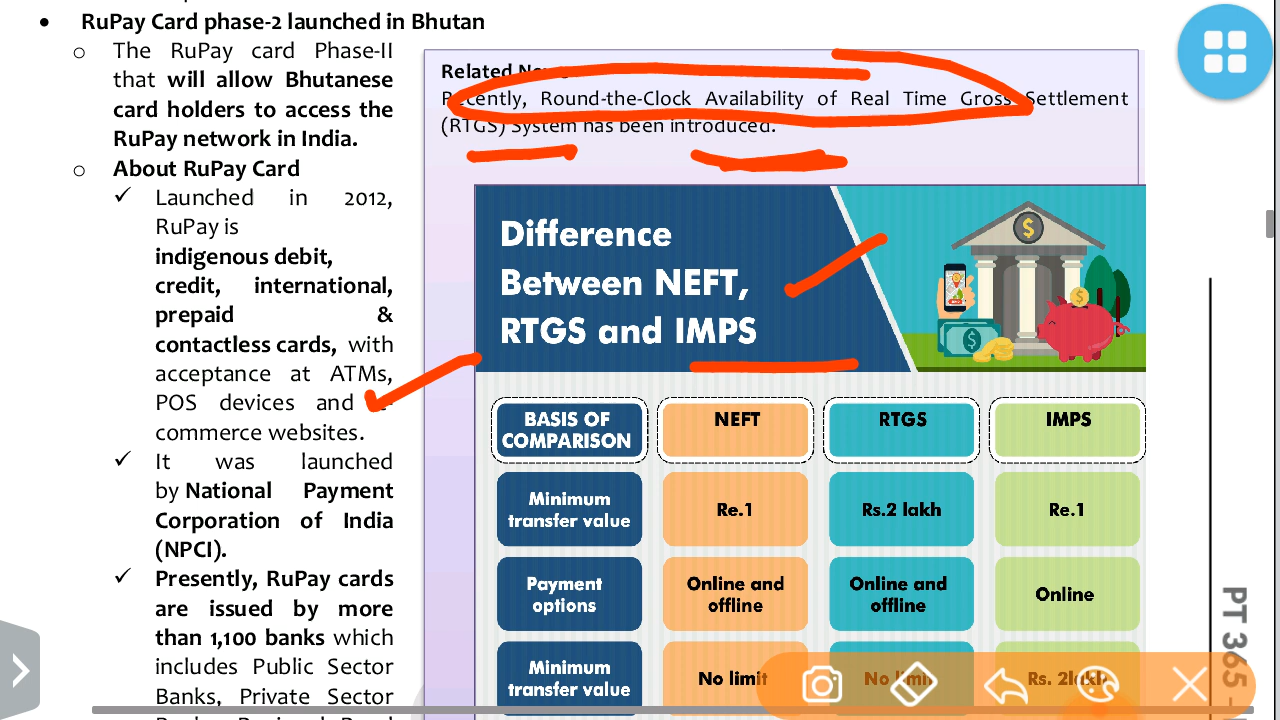 RuPay Card phase-2 launched in Bhutan
The RuPay card Phase-II
that will allow Bhutanese
card holders to access the
RuPay network in India.
About RuPay Card
Launched in 2012,
RuPay is
indigenous debit,
credit, international,
prepaid &
contactless cards, with
acceptance at ATMs,
POS devices and
commerce websites.
It was launched
by National Payment
Corporation of India
(NPCI).
Presently, RuPay cards
are issued by more
than 1,100 banks which
includes Public Sector
Banks, Private Sector
Related
Recently, Round-the-Clock Availability of Real Time Gross Settlement
(RTGS) System has been introduced.
Difference
Between NEFT,
RTGS and IMPS
BASIS OF COMPARISON NEFT RTGS IMPS
Minimum transfer value Re.1 Rs.2 lakh Re.1
Payment options Online and offline Online and offline Online
Minimum transfer value No limit No limit Rs. 2lakh
PT 365